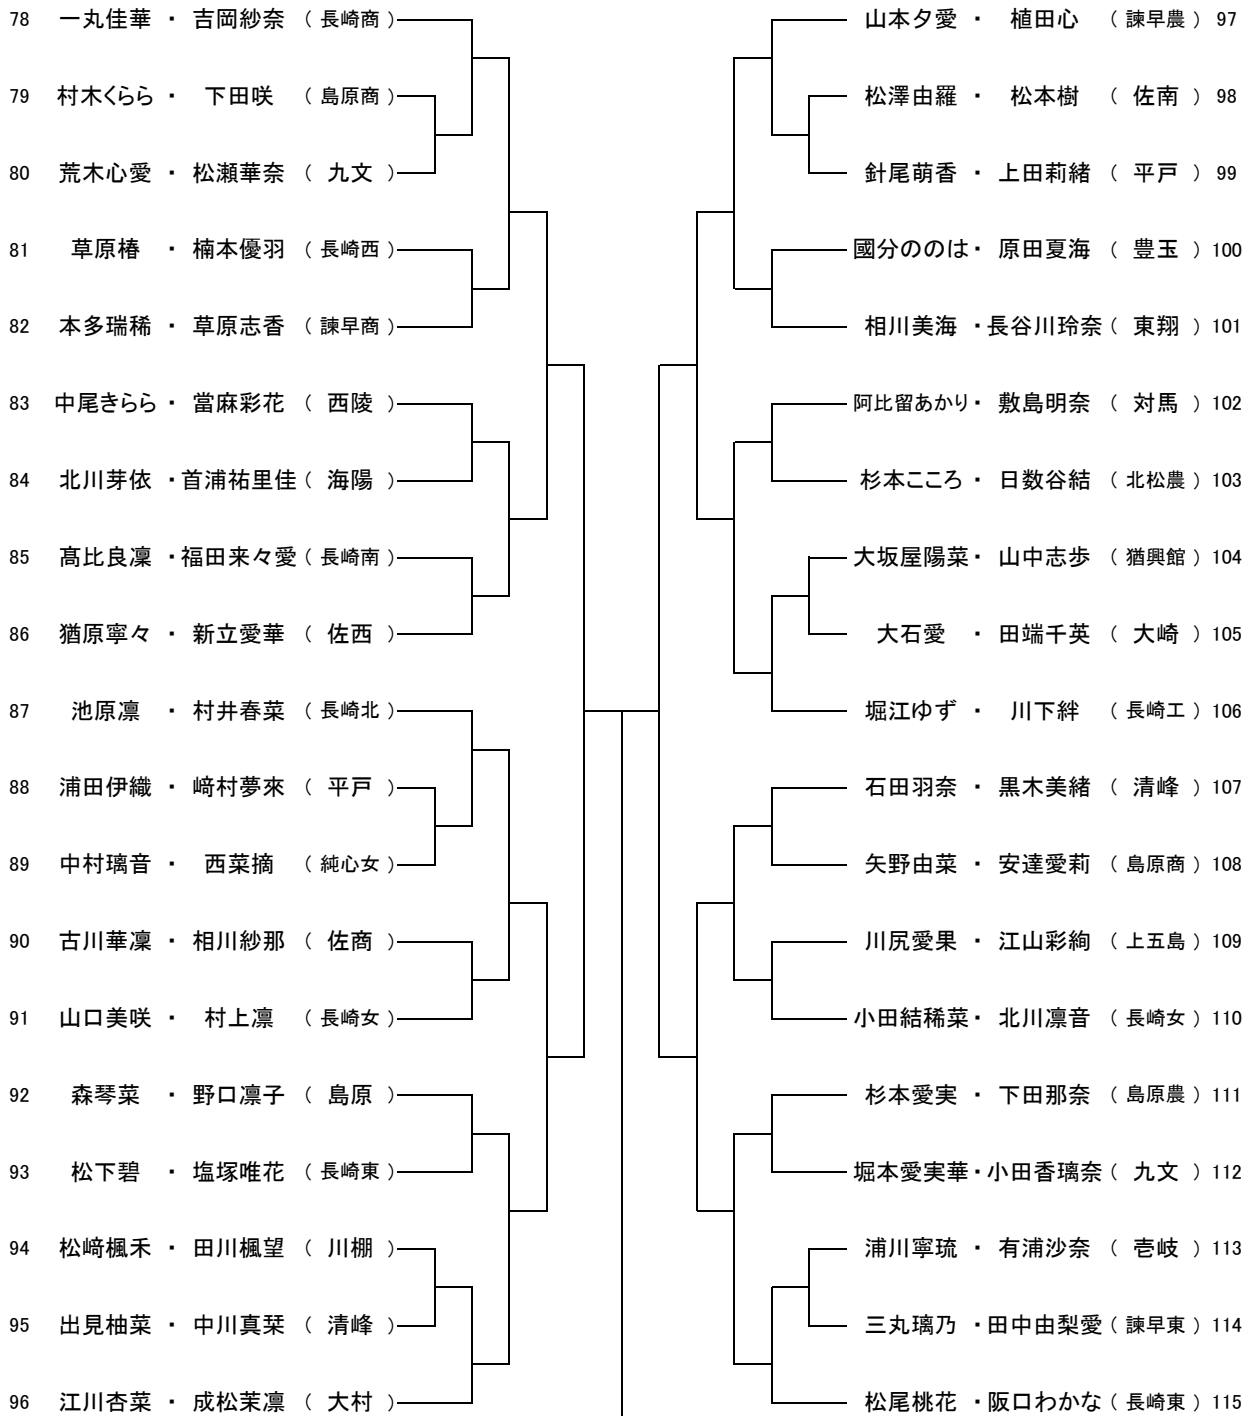 78 一丸佳華 ・ 吉岡紗奈 （ 長崎商 ）
79 村木くらら ・ 下田咲 （ 島原商 ）
80 荒木心愛 ・ 松瀬華奈 （ 九文 ）
81 草原椿 ・ 楠本優羽 （ 長崎西 ）
82 本多瑞稀 ・ 草原志香 （ 諫早商 ）
83 中尾きらら ・ 當麻彩花 （ 西陵 ）
84 北川芽依 ・ 首浦祐里佳 （ 海陽 ）
85 髙比良凜 ・ 福田来々愛 （ 長崎南 ）
86 猶原寧々 ・ 新立愛華 （ 佐西 ）
87 池原凛 ・ 村井春菜 （ 長崎北 ）
88 浦田伊織 ・ 﨑村夢來 （ 平戸 ）
89 中村璃音 ・ 西菜摘 （ 純心女 ）
90 古川華凜 ・ 相川紗那 （ 佐商 ）
91 山口美咲 ・ 村上凛 （ 長崎女 ）
92 森琴菜 ・ 野口凛子 （ 島原 ）
93 松下碧 ・ 塩塚唯花 （ 長崎東 ）
94 松﨑楓禾 ・ 田川楓望 （ 川棚 ）
95 出見柚菜 ・ 中川真栞 （ 清峰 ）
96 江川杏菜 ・ 成松茉凛 （ 大村 ）
山本夕愛 ・ 植田心 （ 諫早農 ） 97
松澤由羅 ・ 松本樹 （ 佐南 ） 98
針尾萌香 ・ 上田莉緒 （ 平戸 ） 99
國分ののは ・ 原田夏海 （ 豊玉 ） 100
相川美海 ・ 長谷川玲奈 （ 東翔 ） 101
阿比留あかり ・ 敷島明奈 （ 対馬 ） 102
杉本こころ ・ 日数谷結 （ 北松農 ） 103
大坂屋陽菜 ・ 山中志歩 （ 猶興館 ） 104
大石愛 ・ 田端千英 （ 大崎 ） 105
堀江ゆず ・ 川下絆 （ 長崎工 ） 106
石田羽奈 ・ 黒木美緒 （ 清峰 ） 107
矢野由菜 ・ 安達愛莉 （ 島原商 ） 108
川尻愛果 ・ 江山彩絢 （ 上五島 ） 109
小田結稀菜 ・ 北川凛音 （ 長崎女 ） 110
杉本愛実 ・ 下田那奈 （ 島原農 ） 111
堀本愛実華 ・ 小田香璃奈 （ 九文 ） 112
浦川寧琉 ・ 有浦沙奈 （ 壱岐 ） 113
三丸璃乃 ・ 田中由梨愛 （ 諫早東 ） 114
松尾桃花 ・ 阪口わかな （ 長崎東 ） 115